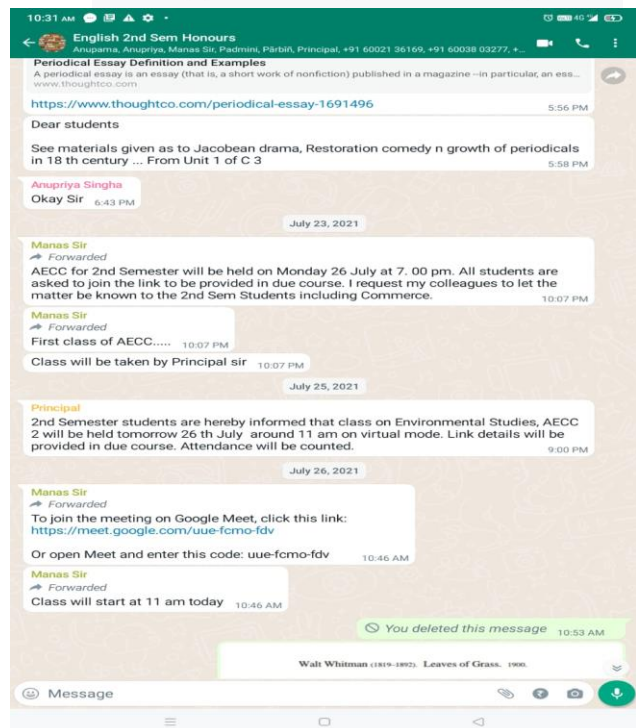 10:31 AM
4G
English 2nd Sem Honours
Anupama, Anupriya, Manas Sir, Padmini, Pärbiñ, Principal, +91 60021 36169, +91 60038 03277, +...
Periodical Essay Definition and Examples
A periodical essay is an essay (that is, a short work of nonfiction) published in a magazine --in particular, an ess...
www.thoughtco.com
https://www.thoughtco.com/periodical-essay-1691496
5:56 PM
Dear students
See materials given as to Jacobean drama, Restoration comedy n growth of periodicals
in 18 th century ... From Unit 1 of C 3
5:58 PM
Anupriya Singha
Okay Sir 6:43 PM
July 23, 2021
Manas Sir
Forwarded
AECC for 2nd Semester will be held on Monday 26 July at 7. 00 pm. All students are
asked to join the link to be provided in due course. I request my colleagues to let the
matter be known to the 2nd Sem Students including Commerce.
10:07 PM
Manas Sir
Forwarded
First class of AECC..... 10:07 PM
Class will be taken by Principal sir 10:07 PM
July 25, 2021
Principal
2nd Semester students are hereby informed that class on Environmental Studies, AECC
2 will be held tomorrow 26 th July around 11 am on virtual mode. Link details will be
provided in due course. Attendance will be counted.
9:00 PM
July 26, 2021
Manas Sir
Forwarded
To join the meeting on Google Meet, click this link:
https://meet.google.com/uue-fcmo-fdv
Or open Meet and enter this code: uue-fcmo-fdv 10:46 AM
Manas Sir
Forwarded
Class will start at 11 am today 10:46 AM
You deleted this message 10:53 AM
Walt Whitman (1819–1892). Leaves of Grass. 1900.
Message